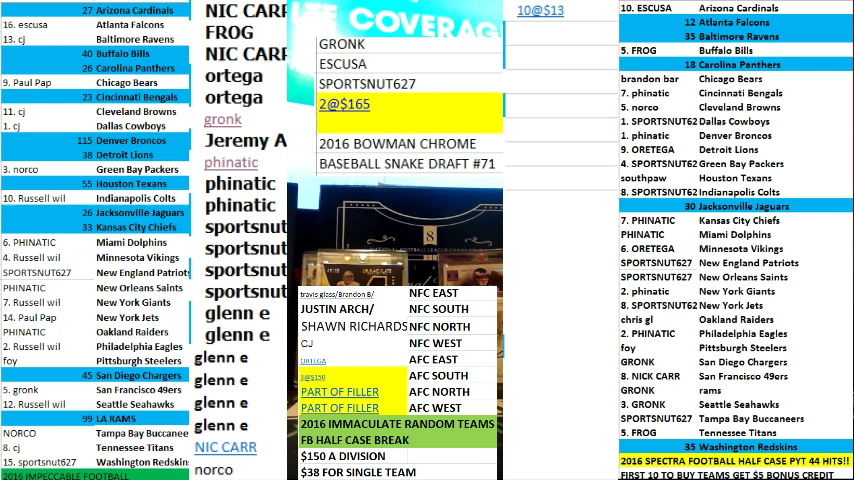 27 Arizona Cardinals
16. escusa Atlanta Falcons
13. cj Baltimore Ravens
40 Buffalo Bills
26 Carolina Panthers
9. Paul Pap Chicago Bears
23 Cincinnati Bengals
11. cj Cleveland Browns
1. cj Dallas Cowboys
115 Denver Broncos
38 Detroit Lions
3. norco Green Bay Packers
55 Houston Texans
10. Russell wil Indianapolis Colts
26 Jacksonville Jaguars
33 Kansas City Chiefs
6. PHINATIC Miami Dolphins
4. Russell wil Minnesota Vikings
SPORTSNUT627 New England Patriots
PHINATIC New Orleans Saints
7. Russell wil New York Giants
14. Paul Pap New York Jets
PHINATIC Oakland Raiders
2. Russell wil Philadelphia Eagles
foy Pittsburgh Steelers
45 San Diego Chargers
5. gronk San Francisco 49ers
12. Russell wil Seattle Seahawks
99 LA RAMS
NORCO Tampa Bay Buccanee
8. cj Tennessee Titans
15. sportsnut627 Washington Redskins
2016 IMPECCABLE FOOTBALL
NIC CARR
FROG
NIC CARR
ortega
ortega
gronk
Jeremy A
phinatic
phinatic
phinatic
sportsnut
sportsnut
sportsnut
sportsnut
glenn e
glenn e
glenn e
glenn e
glenn e
glenn e
NIC CARR
norco
COVERAG
GRONK
ESCUSA
SPORTSNUT627
2@$165
2016 BOWMAN CHROME
BASEBALL SNAKE DRAFT #71
8
travis glass/Brandon B/ NFC EAST
JUSTIN ARCH/ NFC SOUTH
SHAWN RICHARDS NFC NORTH
CJ NFC WEST
ORTEGA AFC EAST
3@$150 AFC SOUTH
PART OF FILLER AFC NORTH
PART OF FILLER AFC WEST
2016 IMMACULATE RANDOM TEAMS
FB HALF CASE BREAK
$150 A DIVISION
$38 FOR SINGLE TEAM
10@$13
10. ESCUSA Arizona Cardinals
12 Atlanta Falcons
35 Baltimore Ravens
5. FROG Buffalo Bills
18 Carolina Panthers
brandon bar Chicago Bears
7. phinatic Cincinnati Bengals
5. norco Cleveland Browns
1. SPORTSNUT62 Dallas Cowboys
1. phinatic Denver Broncos
9. ORETEGA Detroit Lions
4. SPORTSNUT62 Green Bay Packers
southpaw Houston Texans
8. SPORTSNUT62 Indianapolis Colts
30 Jacksonville Jaguars
7. PHINATIC Kansas City Chiefs
PHINATIC Miami Dolphins
6. ORETEGA Minnesota Vikings
SPORTSNUT627 New England Patriots
SPORTSNUT627 New Orleans Saints
2. phinatic New York Giants
8. SPORTSNUT62 New York Jets
chris gl Oakland Raiders
2. PHINATIC Philadelphia Eagles
foy Pittsburgh Steelers
GRONK San Diego Chargers
8. NICK CARR San Francisco 49ers
GRONK rams
3. GRONK Seattle Seahawks
SPORTSNUT627 Tampa Bay Buccaneers
5. FROG Tennessee Titans
35 Washington Redskins
2016 SPECTRA FOOTBALL HALF CASE PYT 44 HITS!!
FIRST 10 TO BUY TEAMS GET $5 BONUS CREDIT